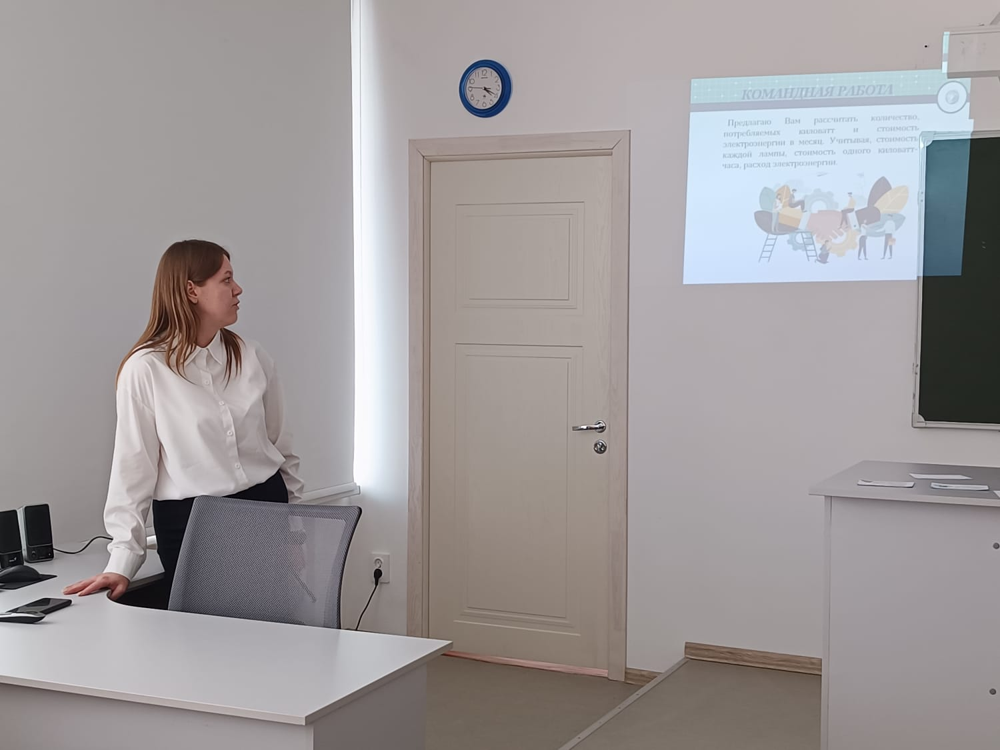 КОМАНДНАЯ РАБОТА
Предлагаю Вам рассчитать количество,
потребляемых киловатт и стоимость
электроэнергии в месяц. Учитывая, стоимость
каждой лампы, стоимость одного киловатт-
часа, расход электроэнергии.